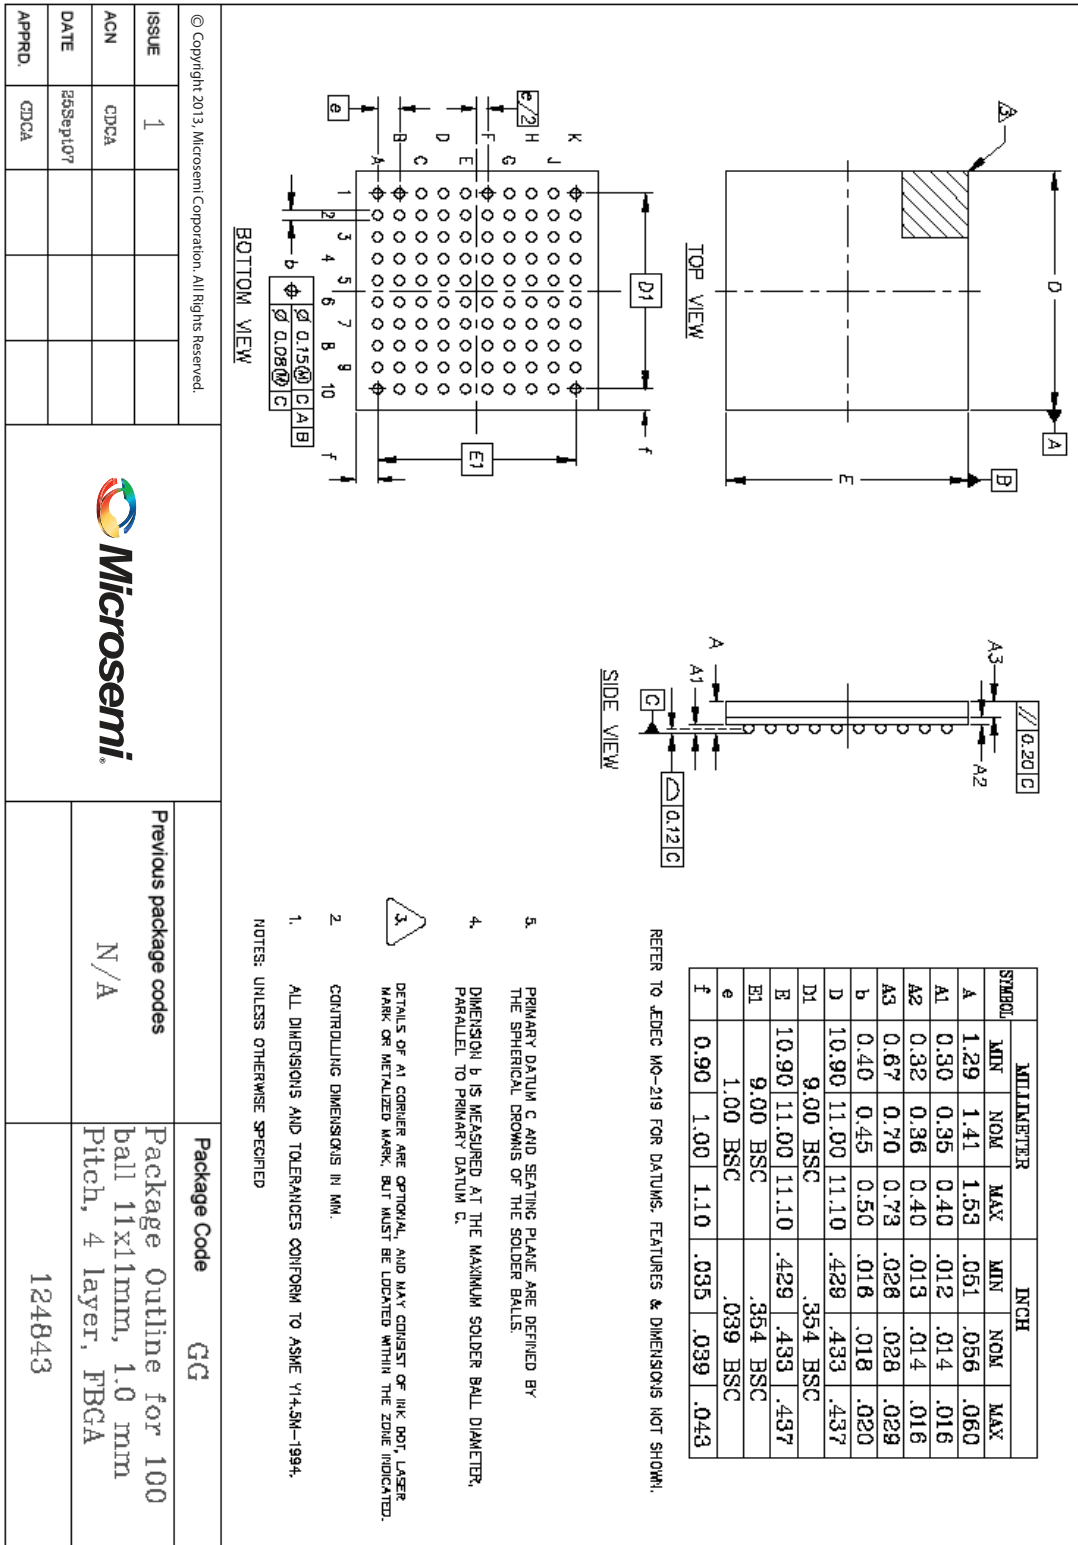 TOP VIEW
3
D
A
B
E
BOTTOM VIEW
e
e/2
A B C D E F G H J K
1 2 3 4 5 6 7 8 9 10
D1
E1
f
f
b
⌖ Ø 0.15 Ⓜ C A B
Ø 0.08 Ⓜ C
SIDE VIEW
A
A1
A2
A3
C
// 0.20 C
⌓ 0.12 C
SYMBOL MILLIMETER INCH
MIN NOM MAX MIN NOM MAX
A 1.29 1.41 1.53 .051 .056 .060
A1 0.30 0.35 0.40 .012 .014 .016
A2 0.32 0.36 0.40 .013 .014 .016
A3 0.67 0.70 0.73 .026 .028 .029
b 0.40 0.45 0.50 .016 .018 .020
D 10.90 11.00 11.10 .429 .433 .437
D1 9.00 BSC .354 BSC
E 10.90 11.00 11.10 .429 .433 .437
E1 9.00 BSC .354 BSC
e 1.00 BSC .039 BSC
f 0.90 1.00 1.10 .035 .039 .043
REFER TO JEDEC MO-219 FOR DATUMS, FEATURES & DIMENSIONS NOT SHOWN.
5. PRIMARY DATUM C AND SEATING PLANE ARE DEFINED BY
THE SPHERICAL CROWNS OF THE SOLDER BALLS.
4. DIMENSION b IS MEASURED AT THE MAXIMUM SOLDER BALL DIAMETER,
PARALLEL TO PRIMARY DATUM C.
3. DETAILS OF A1 CORNER ARE OPTIONAL, AND MAY CONSIST OF INK DOT, LASER
MARK OR METALIZED MARK, BUT MUST BE LOCATED WITHIN THE ZONE INDICATED.
2. CONTROLLING DIMENSIONS IN MM.
1. ALL DIMENSIONS AND TOLERANCES CONFORM TO ASME Y14.5M-1994.
NOTES: UNLESS OTHERWISE SPECIFIED
© Copyright 2013, Microsemi Corporation. All Rights Reserved.
ISSUE 1
ACN CDCA
DATE 25Sept07
APPRD. CDCA
Microsemi.
Previous package codes
N/A
Package Code GG
Package Outline for 100
ball 11x11mm, 1.0 mm
Pitch, 4 layer, FBGA
124843